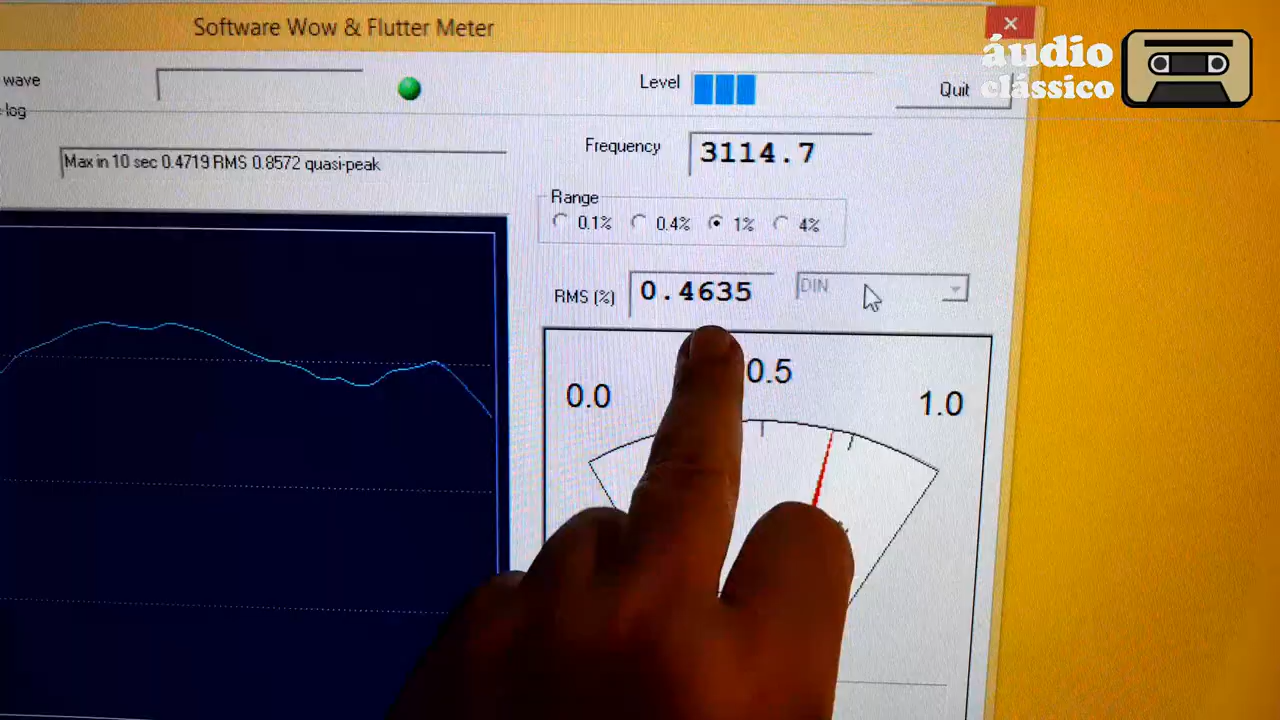 Software Wow & Flutter Meter
áudio
clássico
wave
Level
Quit
-log
Frequency
3114.7
Max in 10 sec 0.4719 RMS 0.8572 quasi-peak
Range
0.1%
0.4%
1%
4%
RMS (%)
0.4635
DIN
0.0
0.5
1.0